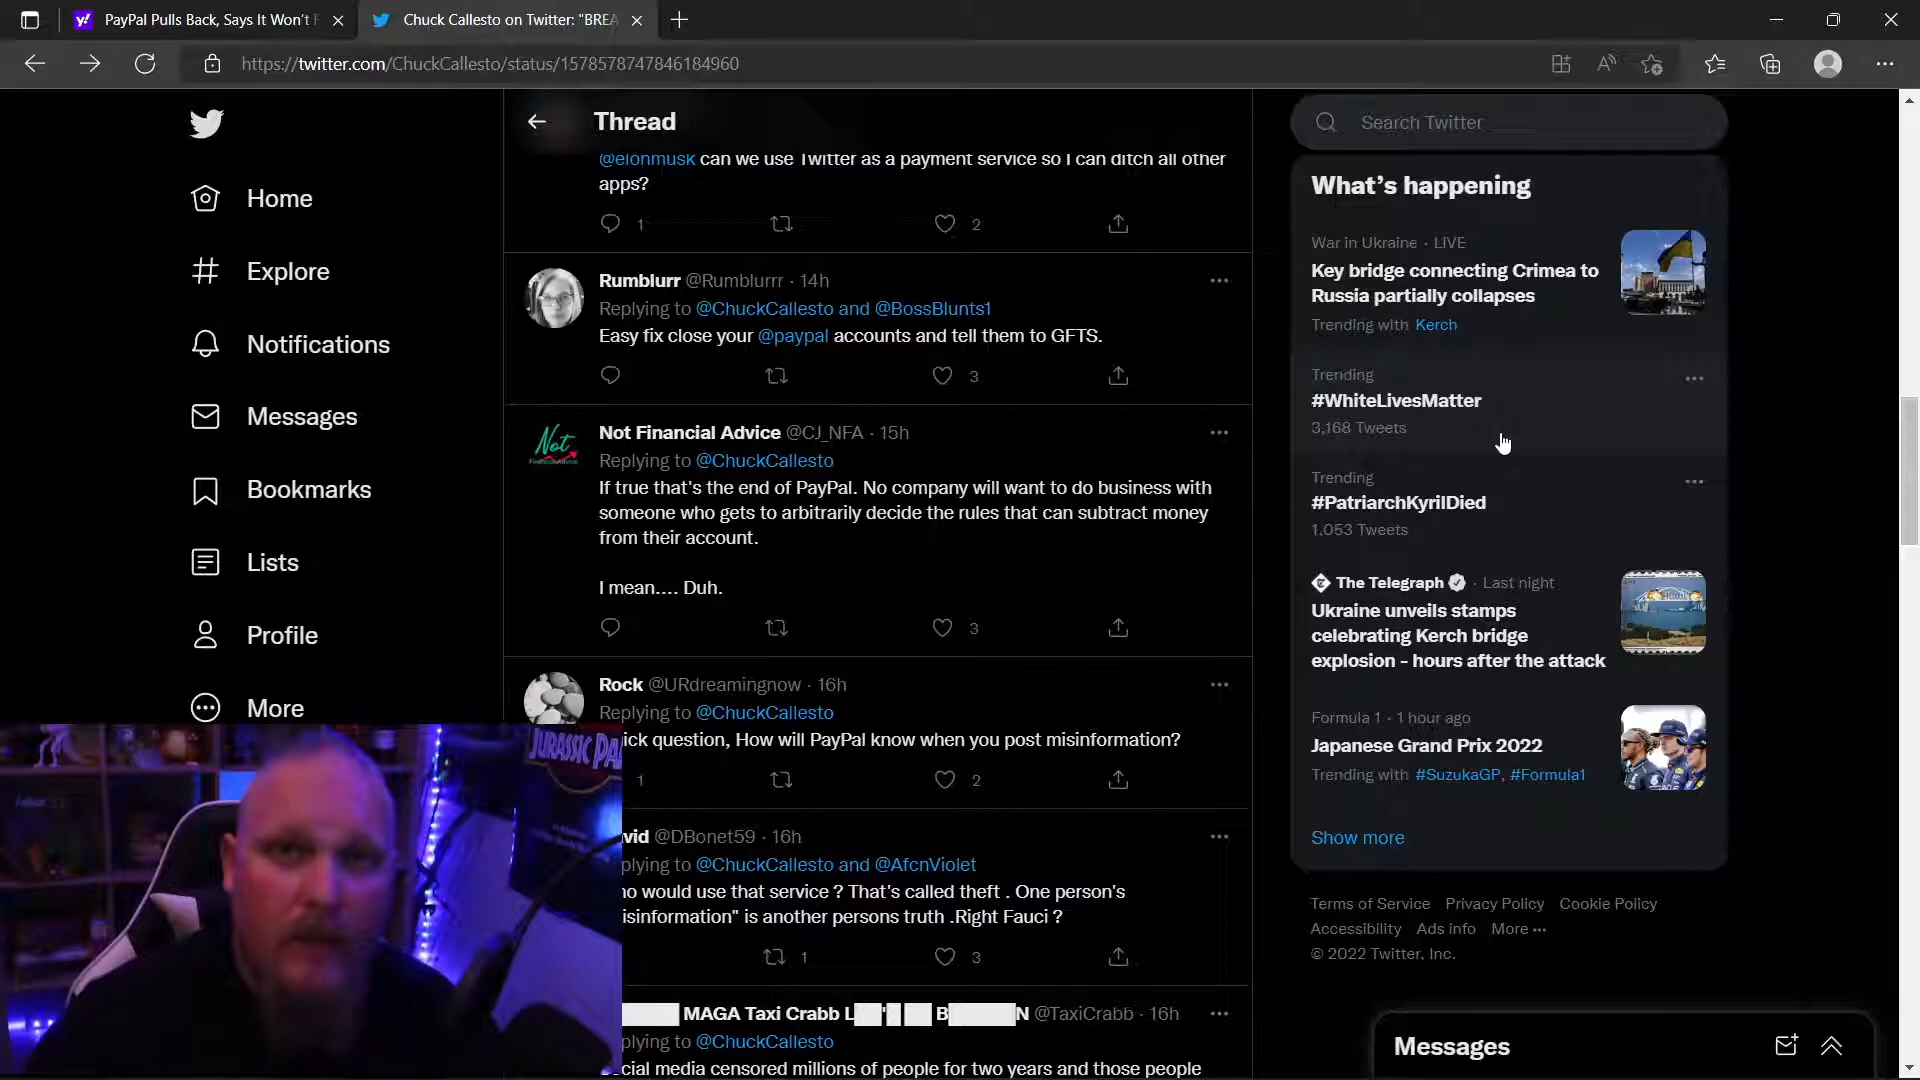 PayPal Pulls Back, Says It Won't F
Chuck Callesto on Twitter: "BREA
https://twitter.com/ChuckCallesto/status/1578578747846184960
Home
Explore
Notifications
Messages
Bookmarks
Lists
Profile
More
Thread
@elonmusk can we use Twitter as a payment service so I can ditch all other
apps?
1
2
Rumblurr @Rumblurrr · 14h
Replying to @ChuckCallesto and @BossBlunts1
Easy fix close your @paypal accounts and tell them to GFTS.
3
Not
Not Financial Advice @CJ_NFA · 15h
Replying to @ChuckCallesto
If true that's the end of PayPal. No company will want to do business with
someone who gets to arbitrarily decide the rules that can subtract money
from their account.
I mean.... Duh.
3
Rock @URdreamingnow · 16h
Replying to @ChuckCallesto
ick question, How will PayPal know when you post misinformation?
1
2
vid @DBonet59 · 16h
plying to @ChuckCallesto and @AfcnViolet
no would use that service ? That's called theft . One person's
isinformation" is another persons truth .Right Fauci ?
1
3
MAGA Taxi Crabb L 's B N @TaxiCrabb · 16h
plying to @ChuckCallesto
cial media censored millions of people for two years and those people
JURASSIC PA
Search Twitter
What's happening
War in Ukraine · LIVE
Key bridge connecting Crimea to
Russia partially collapses
Trending with Kerch
Trending
#WhiteLivesMatter
3,168 Tweets
Trending
#PatriarchKyrilDied
1,053 Tweets
The Telegraph · Last night
Ukraine unveils stamps
celebrating Kerch bridge
explosion - hours after the attack
Formula 1 · 1 hour ago
Japanese Grand Prix 2022
Trending with #SuzukaGP, #Formula1
Show more
Terms of Service Privacy Policy Cookie Policy
Accessibility Ads info More ···
© 2022 Twitter, Inc.
Messages